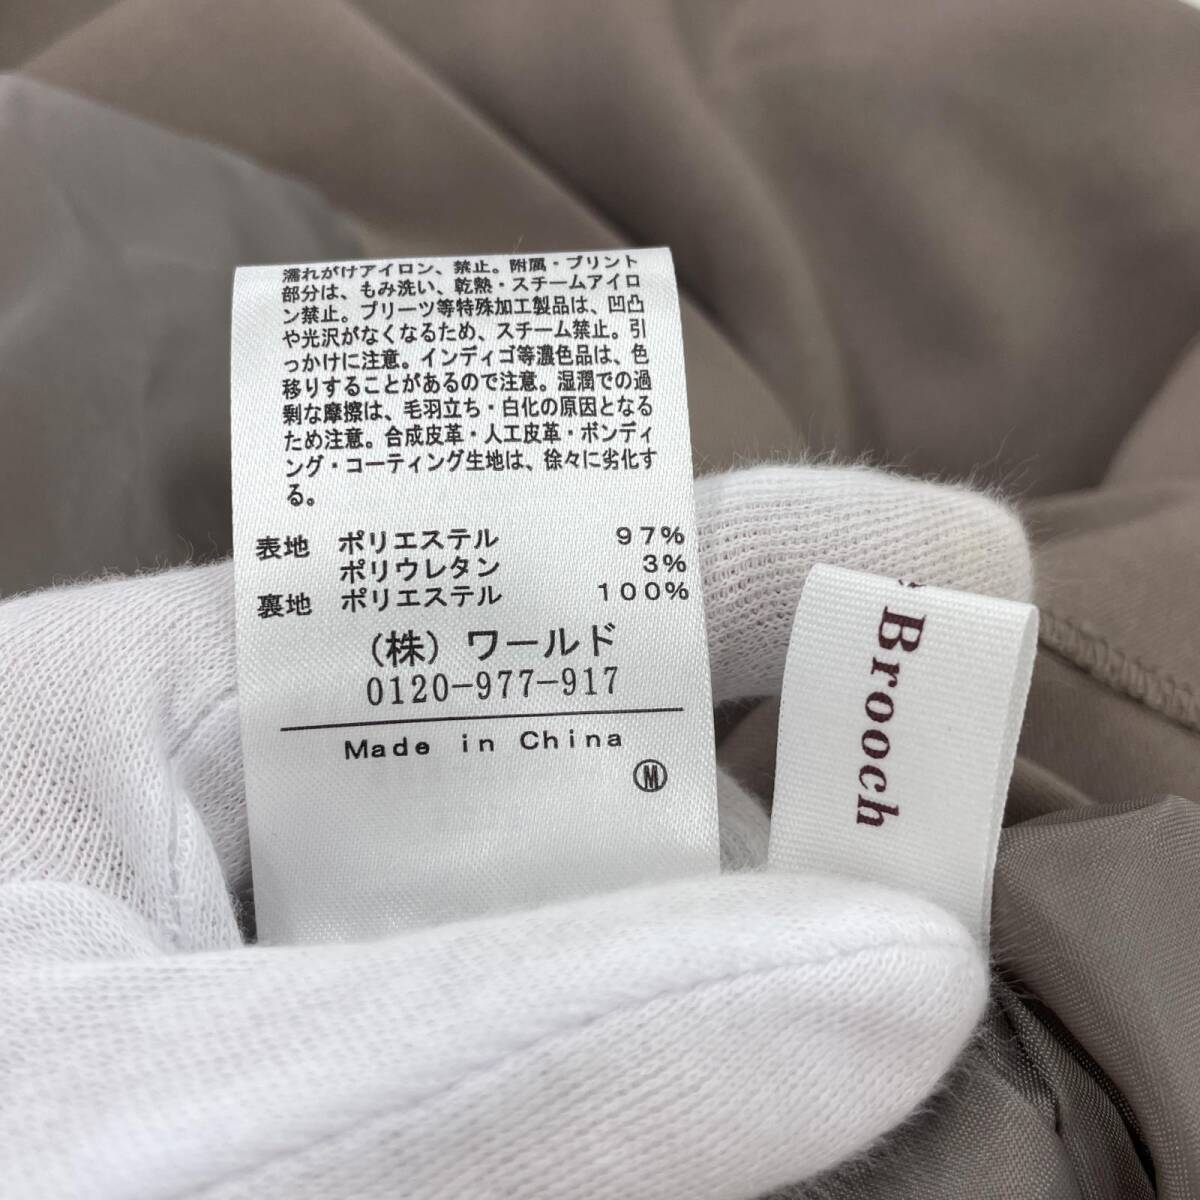 濡れがけアイロン、禁止。附属・プリント
部分は、もみ洗い、乾熱・スチームアイロ
ン禁止。プリーツ等特殊加工製品は、凹凸
や光沢がなくなるため、スチーム禁止。引
っかけに注意。インディゴ等濃色品は、色
移りすることがあるので注意。湿潤での過
剰な摩擦は、毛羽立ち・白化の原因となる
ため注意。合成皮革・人工皮革・ボンディ
ング・コーティング生地は、徐々に劣化す
る。
表地 ポリエステル 97%
ポリウレタン 3%
裏地 ポリエステル 100%
(株) ワールド
0120-977-917
Made in China
Ⓜ
Brooch